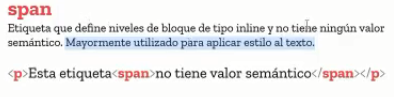 span
Etiqueta que define niveles de bloque de tipo inline y no tiene ningún valor
semántico. Mayormente utilizado para aplicar estilo al texto.
<p>Esta etiqueta<span>no tiene valor semántico</span></p>